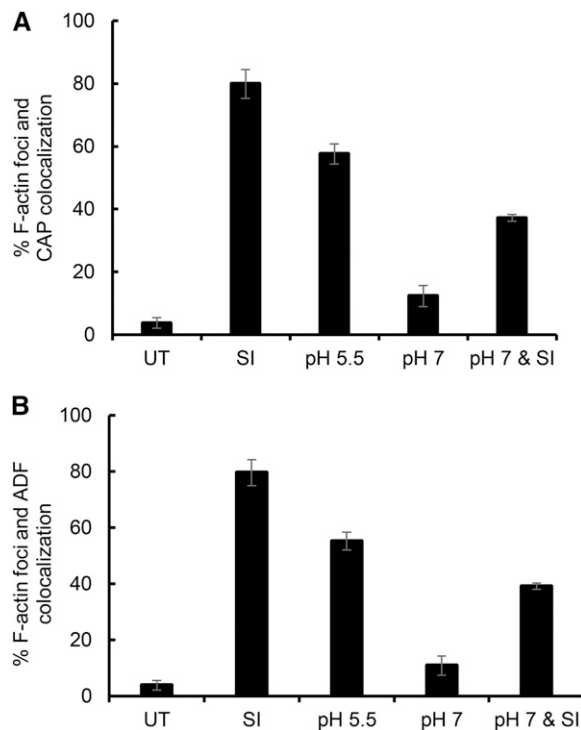 A
% F-actin foci and
CAP colocalization
100
80
60
40
20
0
UT SI pH 5.5 pH 7 pH 7 & SI
B
% F-actin foci and ADF
colocalization
100
80
60
40
20
0
UT SI pH 5.5 pH 7 pH 7 & SI